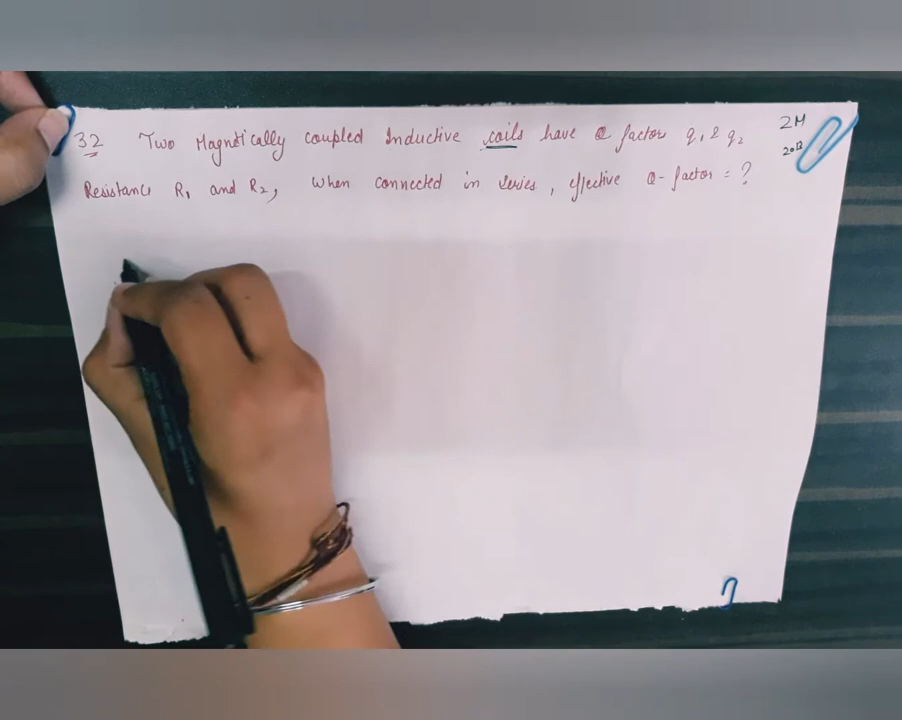 32 Two Magnetically coupled Inductive coils have Q factor q1 & q2 2M
2013
Resistance R1 and R2, when connected in series, effective Q-factor = ?